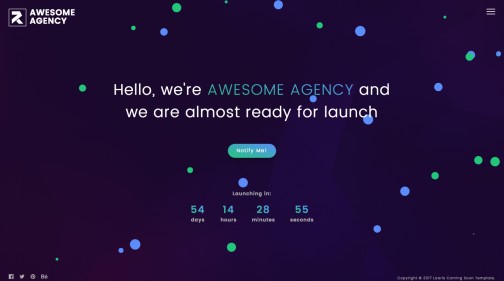 AWESOME
AGENCY
Hello, we're AWESOME AGENCY and
we are almost ready for launch
Notify Me!
Launching in:
54 14 28 55
days hours minutes seconds
Bē
Copyright © 2017 Lawris Coming Soon Template.